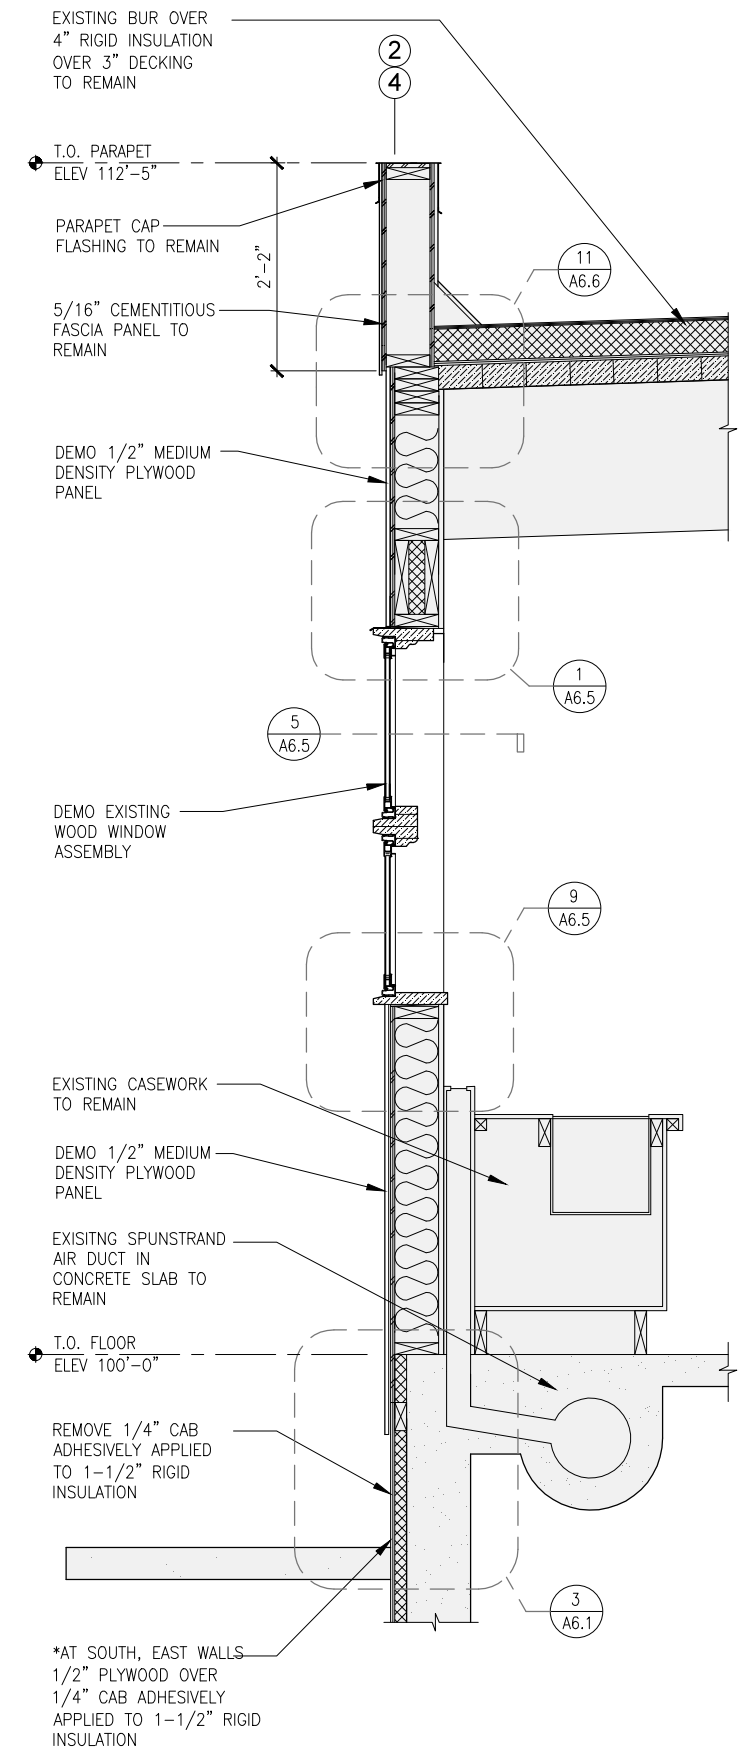 EXISTING BUR OVER
4" RIGID INSULATION
OVER 3" DECKING
TO REMAIN
2
4
T.O. PARAPET
ELEV 112'-5"
PARAPET CAP
FLASHING TO REMAIN
2'-2"
11
A6.6
5/16" CEMENTITIOUS
FASCIA PANEL TO
REMAIN
DEMO 1/2" MEDIUM
DENSITY PLYWOOD
PANEL
1
A6.5
5
A6.5
DEMO EXISTING
WOOD WINDOW
ASSEMBLY
9
A6.5
EXISTING CASEWORK
TO REMAIN
DEMO 1/2" MEDIUM
DENSITY PLYWOOD
PANEL
EXISITNG SPUNSTRAND
AIR DUCT IN
CONCRETE SLAB TO
REMAIN
T.O. FLOOR
ELEV 100'-0"
REMOVE 1/4" CAB
ADHESIVELY APPLIED
TO 1-1/2" RIGID
INSULATION
3
A6.1
*AT SOUTH, EAST WALLS
1/2" PLYWOOD OVER
1/4" CAB ADHESIVELY
APPLIED TO 1-1/2" RIGID
INSULATION